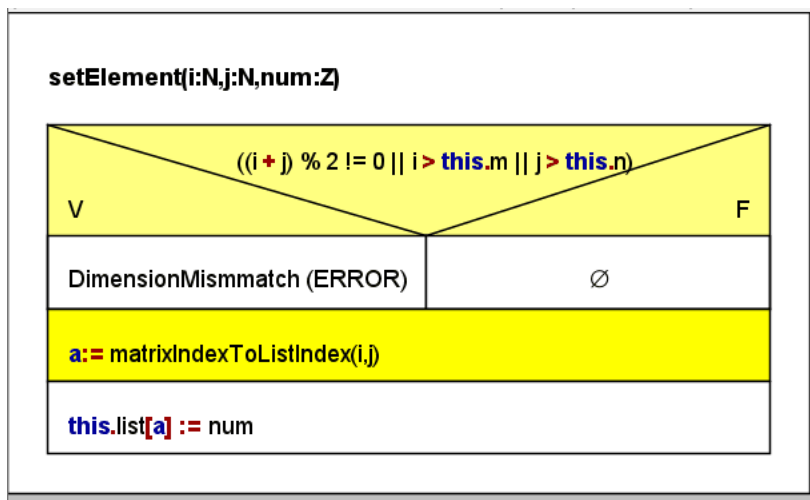 setElement(i:N,j:N,num:Z)
((i + j) % 2 != 0 || i > this.m || j > this.n)
V
F
DimensionMismmatch (ERROR)
∅
a:= matrixIndexToListIndex(i,j)
this.list[a] := num